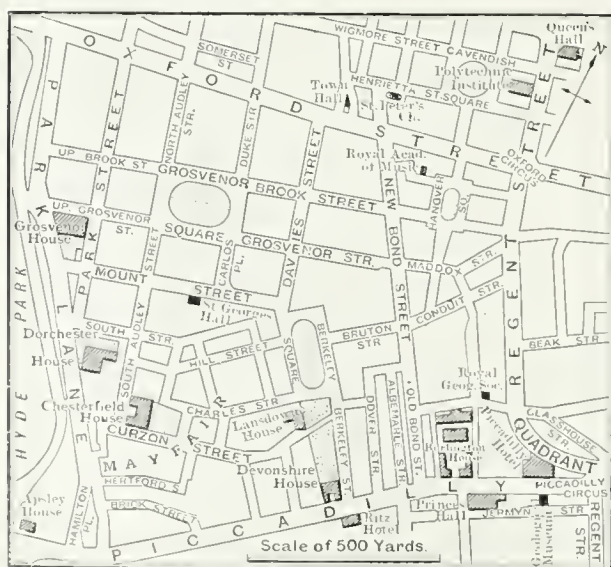 Queen's
Hall
WIGMORE STREET CAVENDISH
SOMERSET
ST
OXFORD STREET
HENRIETTA ST.
SQUARE
Polytechnic
Institute
Town
Hall
St. Peter's
Ch.
PARK LANE
PARK STREET
NORTH AUDLEY
STR.
DUKE STR.
Royal Acad.
of Music
OXFORD
CIRCUS
UP. BROOK ST
GROSVENOR
BROOK STREET
HANOVER
SQ.
NEW BOND STREET
REGENT STREET
UP. GROSVENOR
ST.
Grosvenor
House
SQUARE
GROSVENOR STR.
DAVIES STREET
CARLOS
PL.
MADDOX STR.
MOUNT
STREET
CONDUIT STR.
St. George's
Hall
HYDE PARK
SOUTH
STR.
SOUTH AUDLEY
STREET
BRUTON
STR
BEAK STR.
Dorchester
House
HILL STREET
BERKELEY
SQUARE
Royal
Geog. Soc.
Chesterfield
House
CHARLES STR
Lansdowne
House
BERKELEY ST.
DOVER STR.
ALBEMARLE STR.
OLD BOND ST.
Burlington
House
Piccadilly
Hotel
GLASSHOUSE
STR.
QUADRANT
CURZON
STREET
MAYFAIR
HERTFORD S
Devonshire
House
PICCADILLY
PICCADILLY
CIRCUS
Apsley
House
HAMILTON
PL.
BRICK STREET
Princes
Hall
JERMYN
STR
Ritz
Hotel
Geological
Museum
REGENT
STR
Scale of 500 Yards.